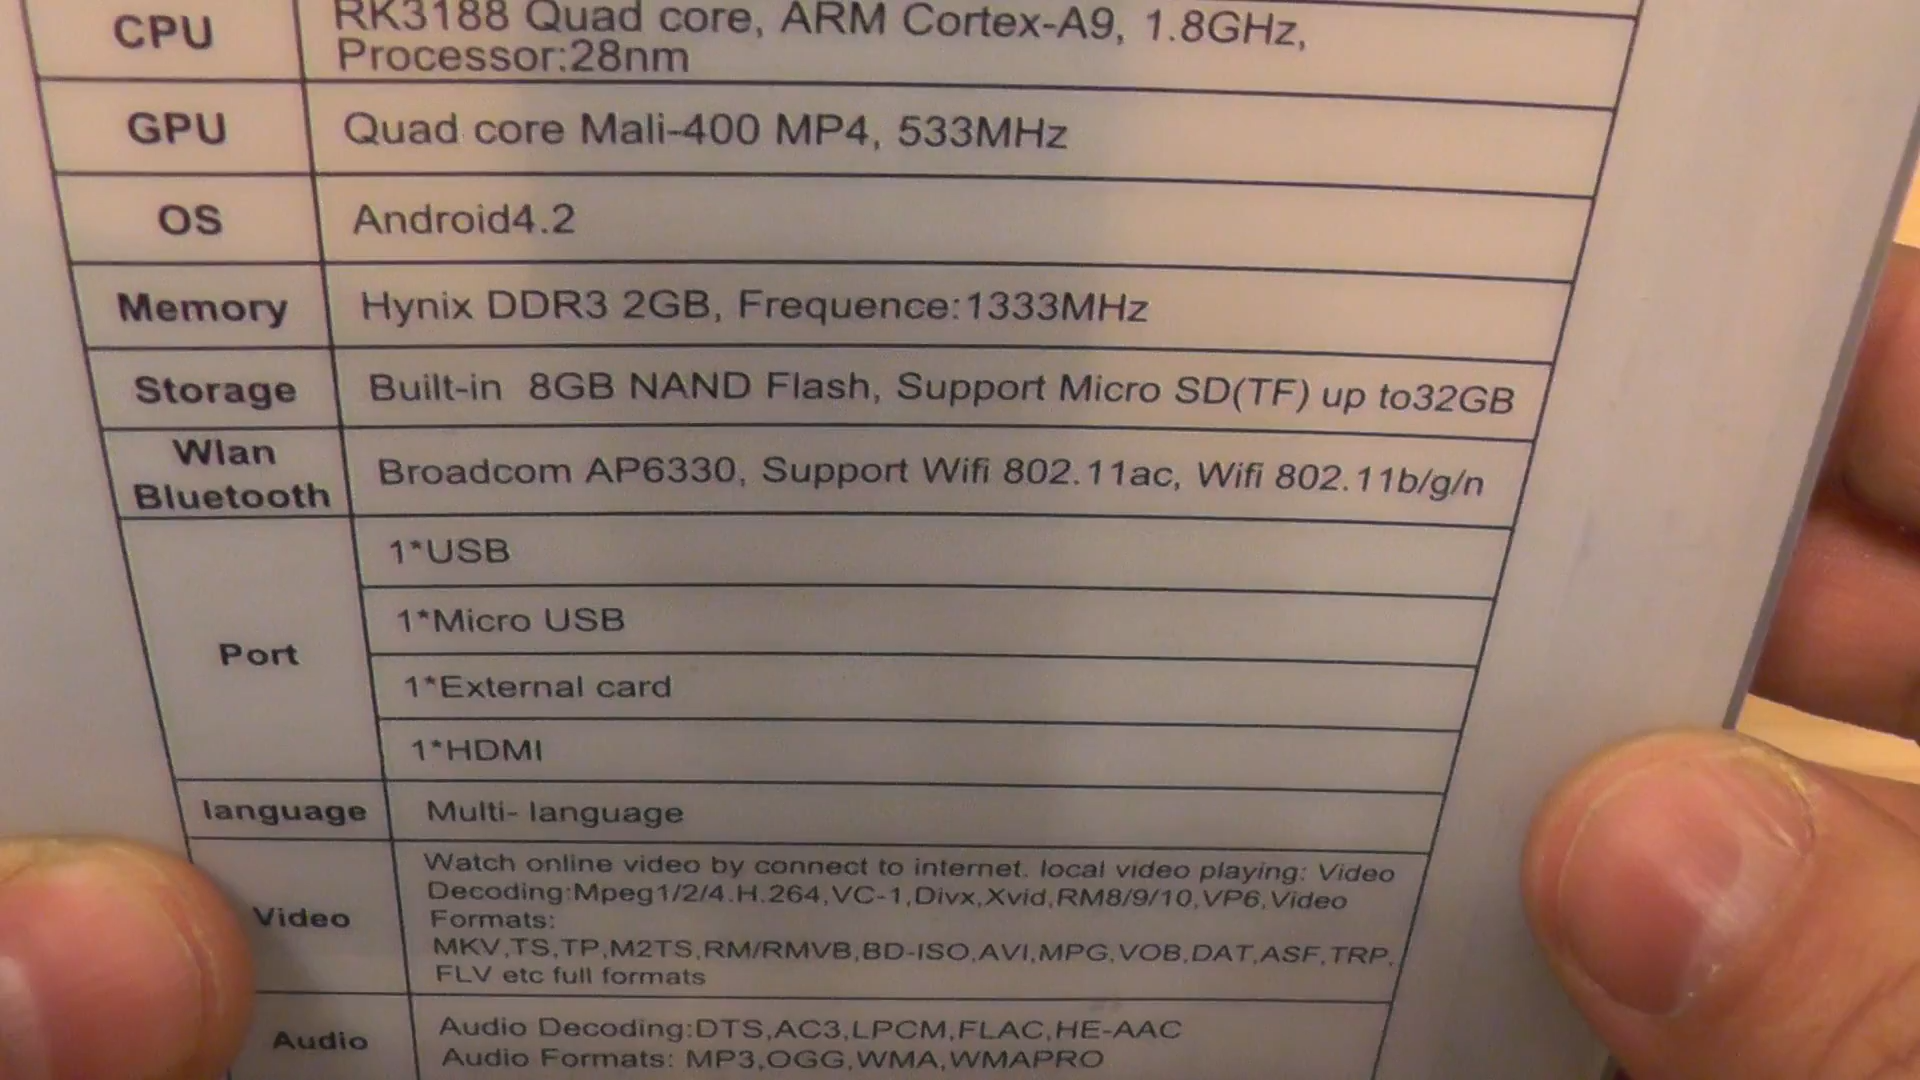 CPU
RK3188 Quad core, ARM Cortex-A9, 1.8GHz,
Processor:28nm
GPU
Quad core Mali-400 MP4, 533MHz
OS
Android4.2
Memory
Hynix DDR3 2GB, Frequence:1333MHz
Storage
Built-in 8GB NAND Flash, Support Micro SD(TF) up to32GB
Wlan
Bluetooth
Broadcom AP6330, Support Wifi 802.11ac, Wifi 802.11b/g/n
Port
1*USB
1*Micro USB
1*External card
1*HDMI
language
Multi- language
Video
Watch online video by connect to internet. local video playing: Video
Decoding:Mpeg1/2/4.H.264,VC-1,Divx,Xvid,RM8/9/10,VP6,Video
Formats:
MKV,TS,TP,M2TS,RM/RMVB,BD-ISO,AVI,MPG,VOB,DAT,ASF,TRP,
FLV etc full formats
Audio
Audio Decoding:DTS,AC3,LPCM,FLAC,HE-AAC
Audio Formats: MP3,OGG,WMA,WMAPRO